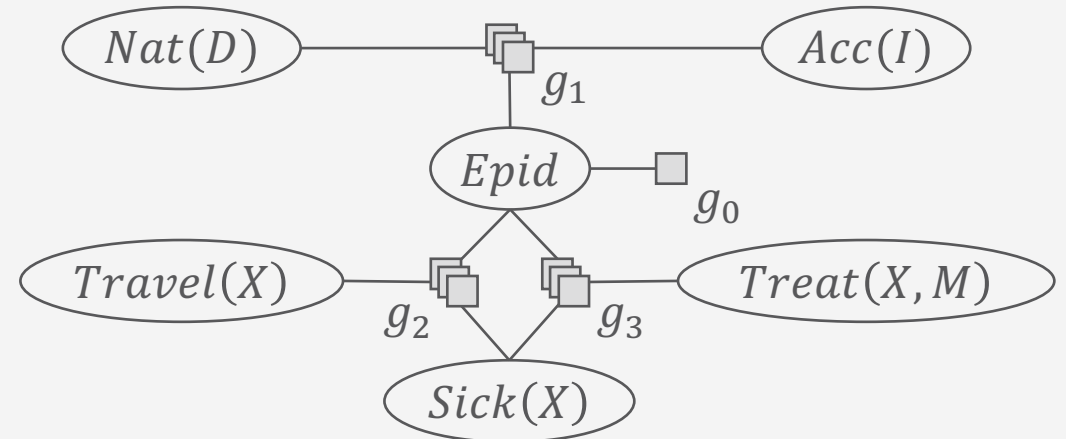 Nat(D)
Acc(I)
g₁
Epid
g₀
Travel(X)
Treat(X, M)
g₂
g₃
Sick(X)